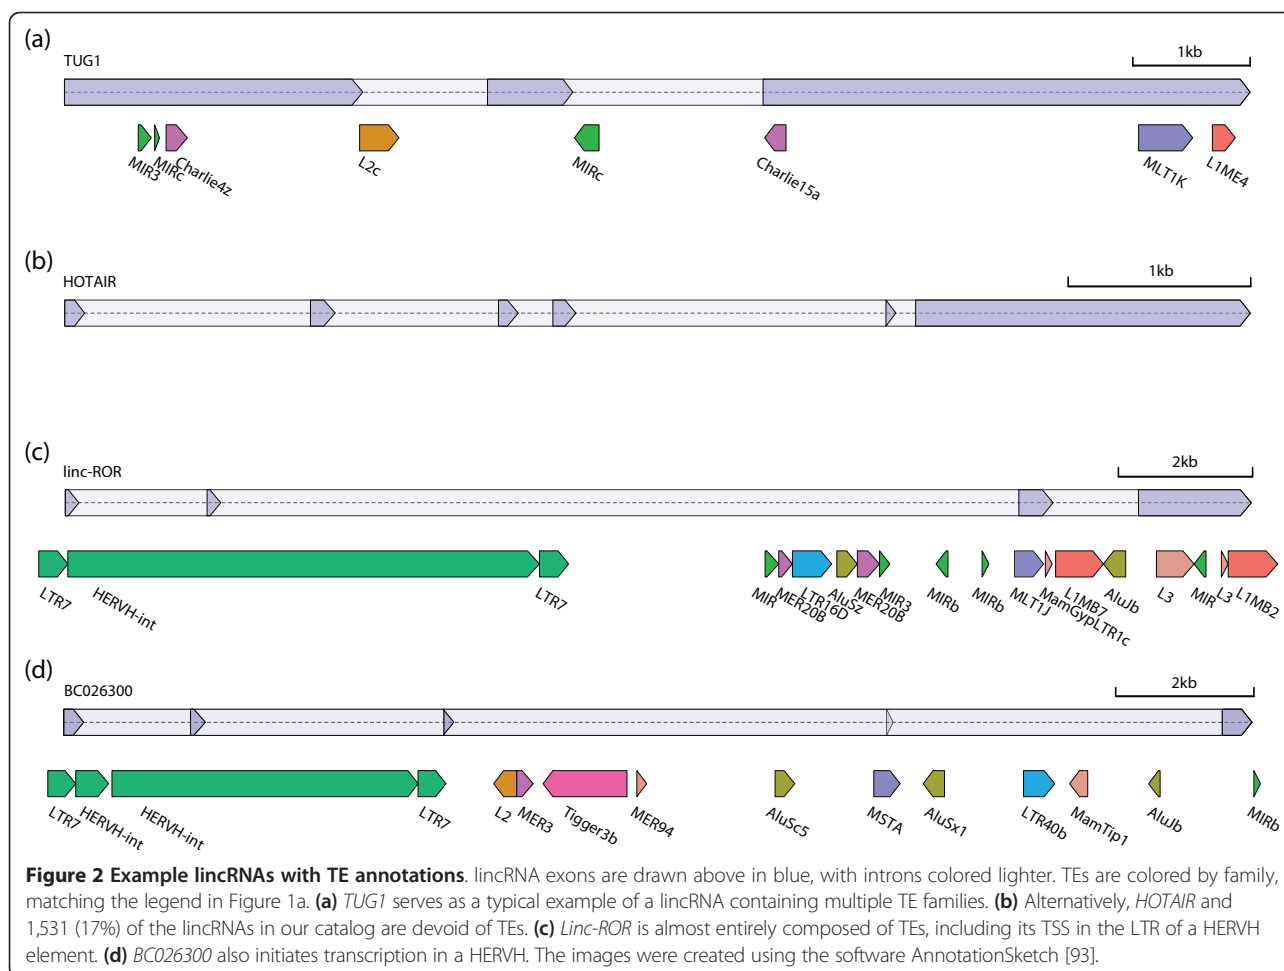 (a)
TUG1
1kb
MIR3 MIRc Charlie4z L2c MIRc Charlie15a MLT1K L1ME4
(b)
HOTAIR
1kb
(c)
linc-ROR
2kb
LTR7 HERVH-int LTR7 MIR MER20B LTR16D AluSz MER20B MIR3 MIRb MIRb MLT1J MamGypLTR1c L1MB7 AluJb L3 MIR L3 L1MB2
(d)
BC026300
2kb
LTR7 HERVH-int HERVH-int LTR7 L2 MER3 Tigger3b MER94 AluSc5 MSTA AluSx1 LTR40b MamTip1 AluJb MIRb
Figure 2 Example lincRNAs with TE annotations. lincRNA exons are drawn above in blue, with introns colored lighter. TEs are colored by family,
matching the legend in Figure 1a. (a) TUG1 serves as a typical example of a lincRNA containing multiple TE families. (b) Alternatively, HOTAIR and
1,531 (17%) of the lincRNAs in our catalog are devoid of TEs. (c) Linc-ROR is almost entirely composed of TEs, including its TSS in the LTR of a HERVH
element. (d) BC026300 also initiates transcription in a HERVH. The images were created using the software AnnotationSketch [93].